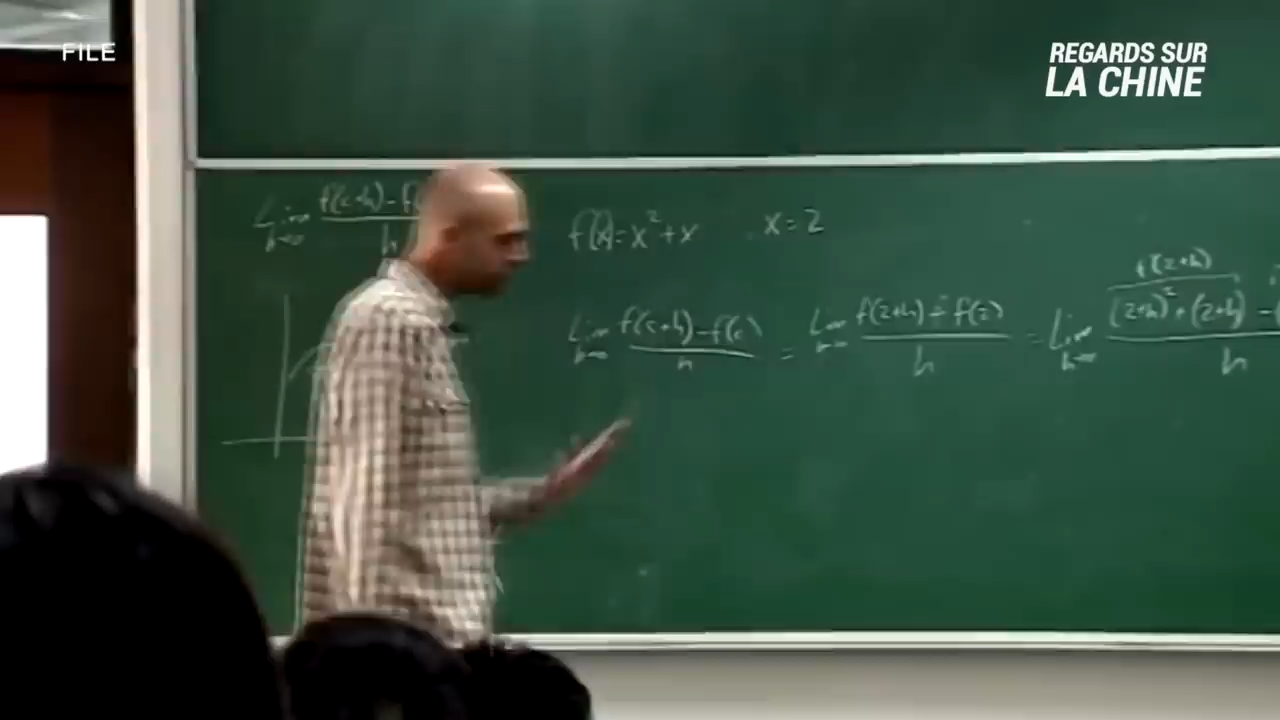 FILE
REGARDS SUR
LA CHINE
Lim h→0 f(c+h)-f( / h
f(x)=x²+x x=2
Lim h→0 f(c+h)-f(c) / h = Lim h→0 f(2+h)-f(2) / h = Lim h→0 (2+h)²+(2+h)- / h
f(2+h)